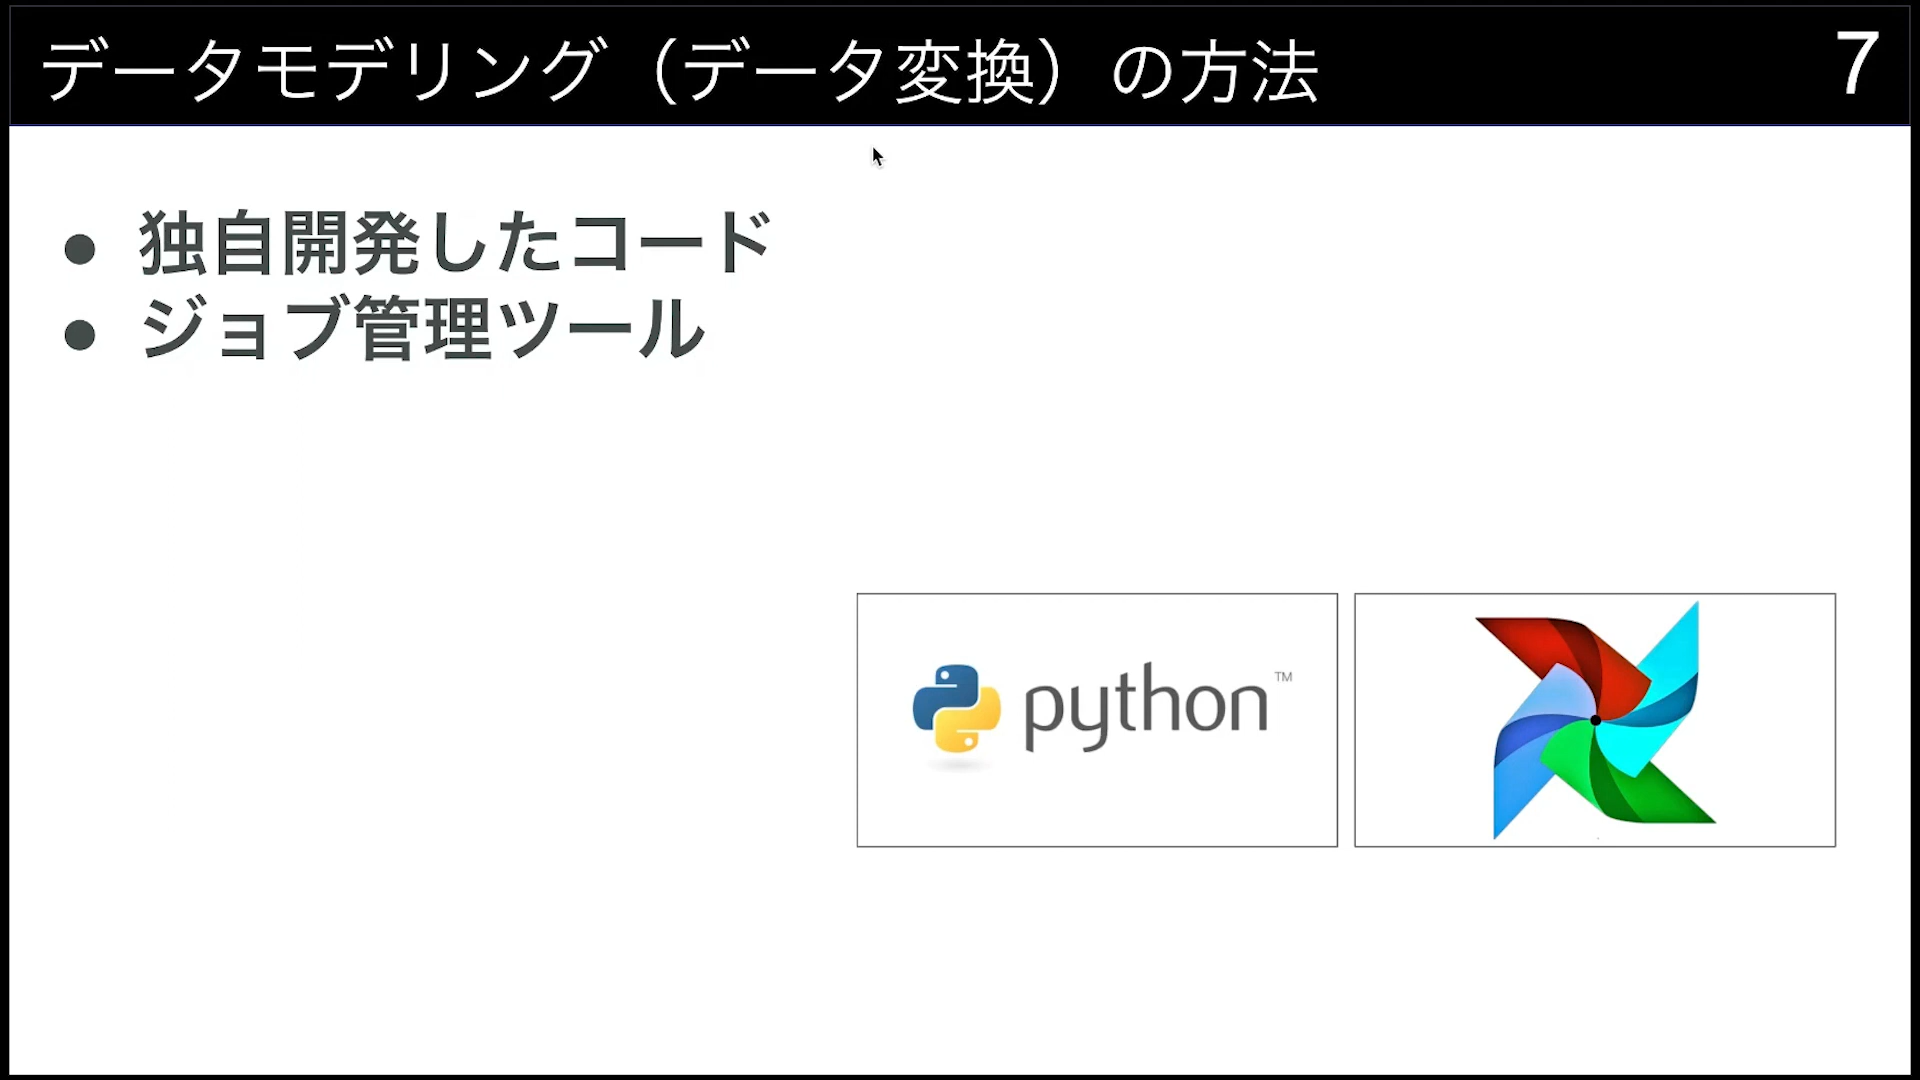 データモデリング（データ変換）の方法
7
● 独自開発したコード
● ジョブ管理ツール
python™